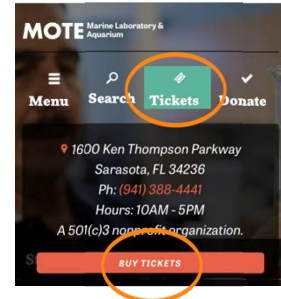 MOTE Marine Laboratory &
Aquarium
Menu Search Tickets Donate
1600 Ken Thompson Parkway
Sarasota, FL 34236
Ph: (941) 388-4441
Hours: 10AM - 5PM
A 501(c)3 nonprofit organization.
BUY TICKETS